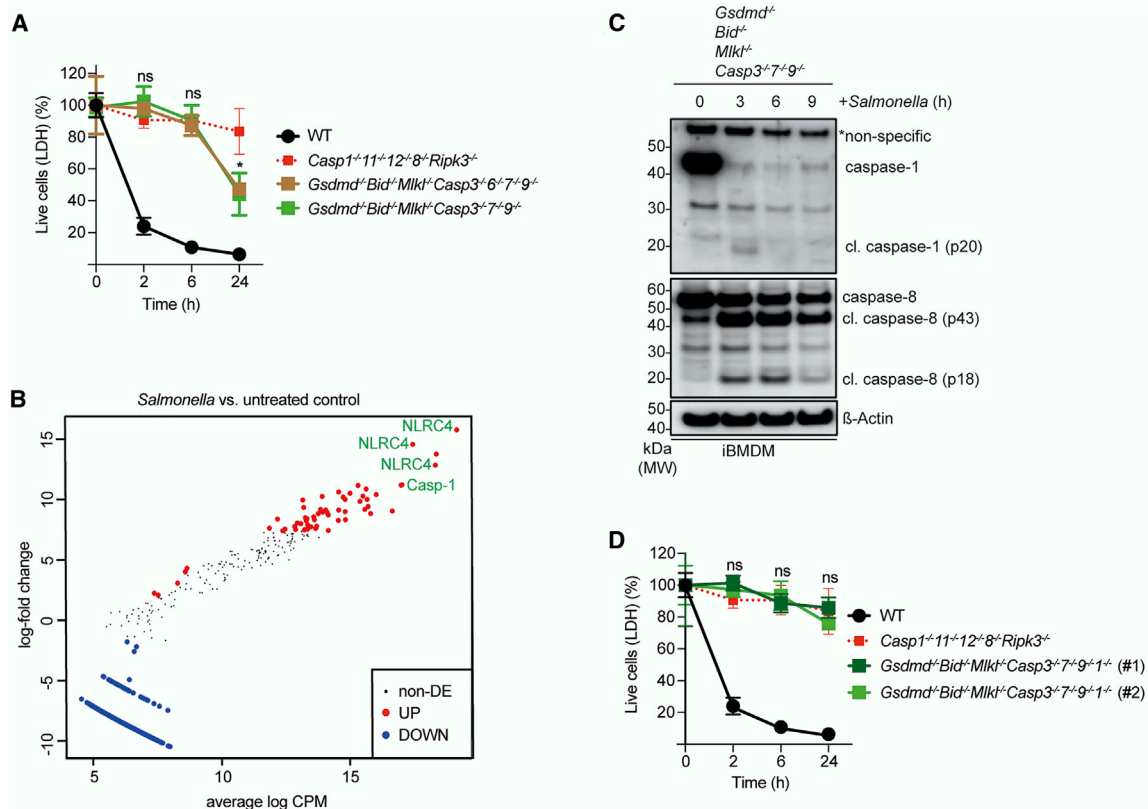 A
Live cells (LDH) (%)
120
100
80
60
40
20
ns
ns
*
0
2
6
24
Time (h)
WT
Casp1-/-11-/-12-/-8-/-Ripk3-/-
Gsdmd-/-Bid-/-Mlkl-/-Casp3-/-6-/-7-/-9-/-
Gsdmd-/-Bid-/-Mlkl-/-Casp3-/-7-/-9-/-
B
Salmonella vs. untreated control
log-fold change
15
10
5
0
-5
-10
NLRC4
NLRC4
NLRC4
Casp-1
non-DE
UP
DOWN
5
10
15
average log CPM
C
Gsdmd-/-
Bid-/-
Mlkl-/-
Casp3-/-7-/-9-/-
0 3 6 9 +Salmonella (h)
50
30
20
*non-specific
caspase-1
cl. caspase-1 (p20)
60
50
40
30
20
caspase-8
cl. caspase-8 (p43)
cl. caspase-8 (p18)
50
40
ß-Actin
kDa
(MW)
iBMDM
D
Live cells (LDH) (%)
120
100
80
60
40
20
ns
ns
ns
0
2
6
24
Time (h)
WT
Casp1-/-11-/-12-/-8-/-Ripk3-/-
Gsdmd-/-Bid-/-Mlkl-/-Casp3-/-7-/-9-/-1-/- (#1)
Gsdmd-/-Bid-/-Mlkl-/-Casp3-/-7-/-9-/-1-/- (#2)